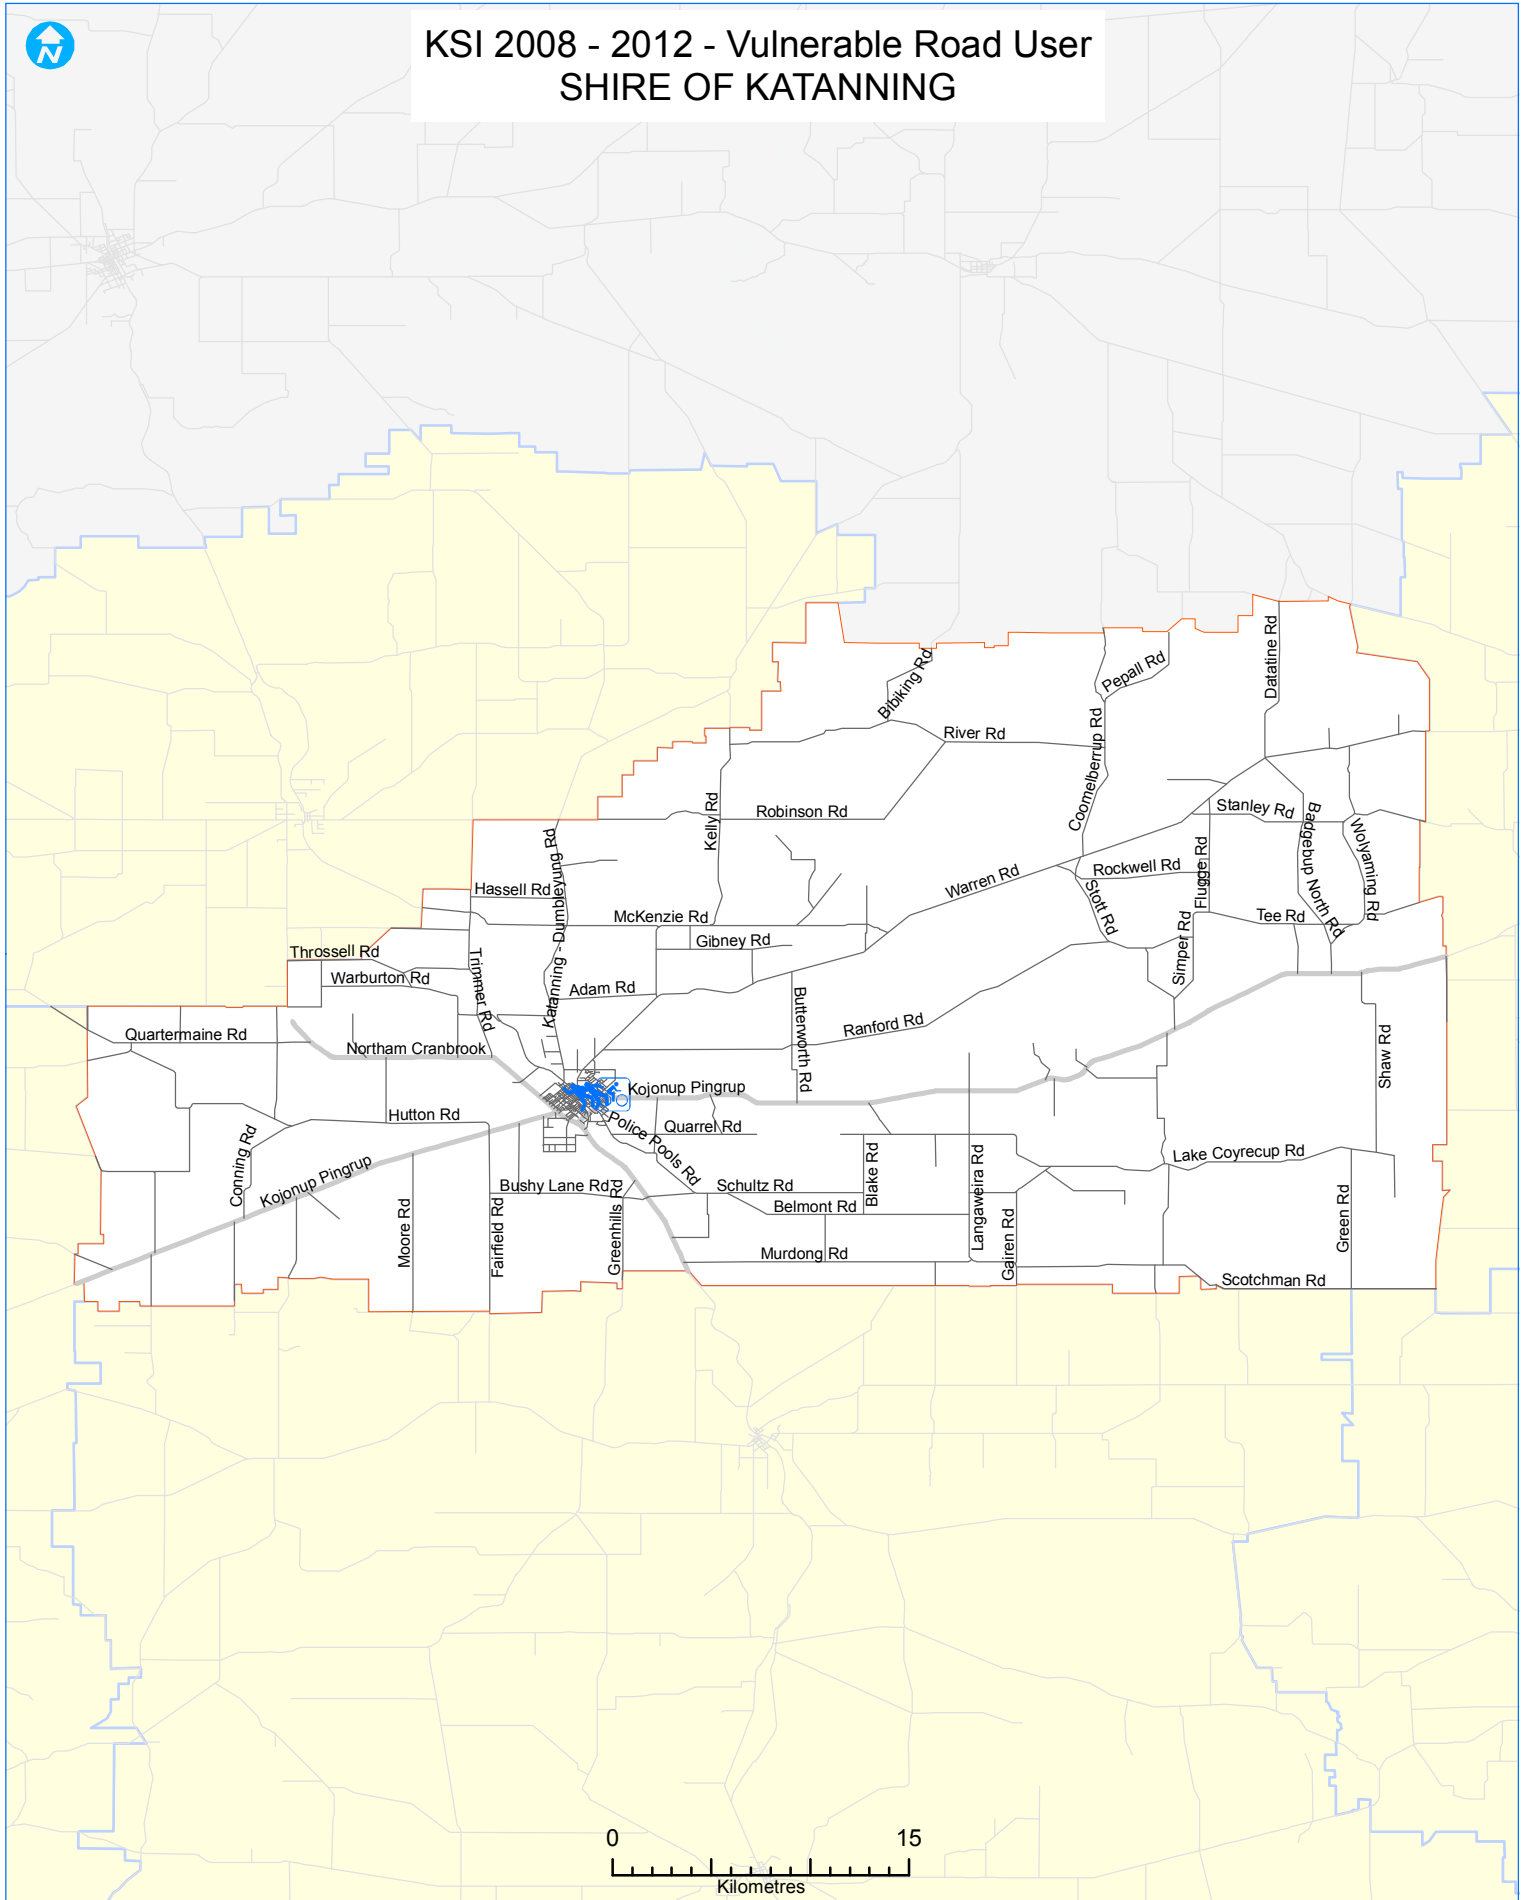 KSI 2008 - 2012 - Vulnerable Road User
SHIRE OF KATANNING
N
Bibiking Rd
Pepall Rd
Datatine Rd
River Rd
Coomelberrup Rd
Kelly Rd
Robinson Rd
Stanley Rd
Badgebup North Rd
Wolyaming Rd
Katanning - Dumbleyung Rd
Hassell Rd
Warren Rd
Rockwell Rd
Flugge Rd
Stott Rd
McKenzie Rd
Gibney Rd
Tee Rd
Simper Rd
Throssell Rd
Trimmer Rd
Warburton Rd
Adam Rd
Butterworth Rd
Ranford Rd
Quartermaine Rd
Northam Cranbrook
Shaw Rd
Kojonup Pingrup
Hutton Rd
Police Pools Rd
Quarrel Rd
Conning Rd
Kojonup Pingrup
Blake Rd
Langaweira Rd
Lake Coyrecup Rd
Bushy Lane Rd
Schultz Rd
Belmont Rd
Moore Rd
Fairfield Rd
Greenhills Rd
Murdong Rd
Gairen Rd
Green Rd
Scotchman Rd
0 15
Kilometres